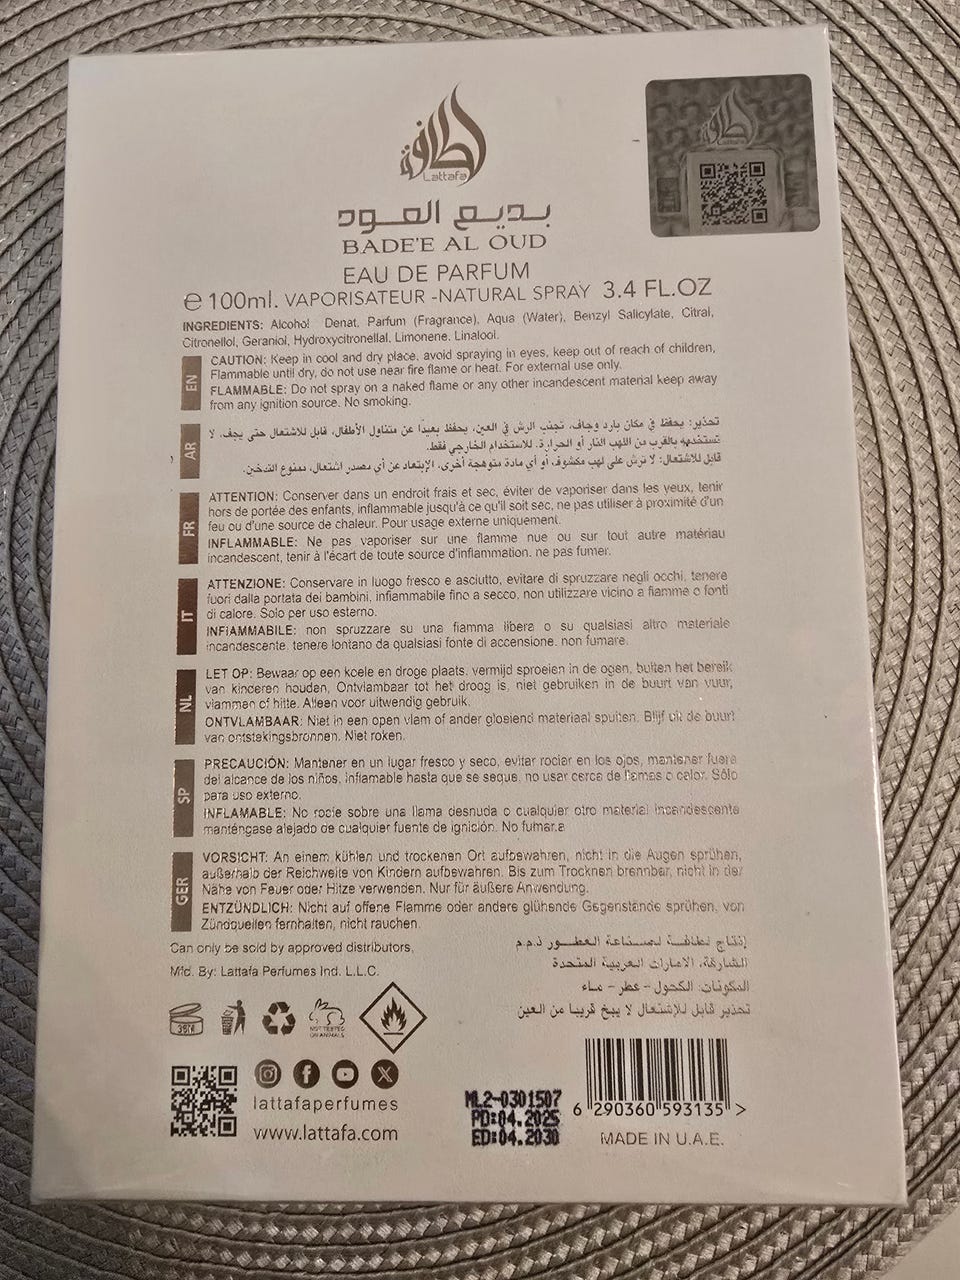 لطافة
Lattafa
بديع العود
BADE'E AL OUD
EAU DE PARFUM
℮ 100ml. VAPORISATEUR -NATURAL SPRAY 3.4 FL.OZ
INGREDIENTS: Alcohol Denat, Parfum (Fragrance), Aqua (Water), Benzyl Salicylate, Citral,
Citronellol, Geraniol, Hydroxycitronellal, Limonene, Linalool.
EN
CAUTION: Keep in cool and dry place, avoid spraying in eyes, keep out of reach of children,
Flammable until dry, do not use near fire flame or heat. For external use only.
FLAMMABLE: Do not spray on a naked flame or any other incandescent material keep away
from any ignition source. No smoking.
AR
تحذير: يحفظ في مكان بارد وجاف، تجنب الرش في العين، يحفظ بعيدًا عن متناول الأطفال، قابل للاشتعال حتى يجف، لا
تستخدمه بالقرب من اللهب النار أو الحرارة. للاستخدام الخارجي فقط.
قابل للاشتعال: لا ترش على لهب مكشوف، أو أي مادة متوهجة أخرى، الإبتعاد عن أي مصدر اشتعال، ممنوع التدخين.
FR
ATTENTION: Conserver dans un endroit frais et sec, éviter de vaporiser dans les yeux, tenir
hors de portée des enfants, inflammable jusqu'à ce qu'il soit sec, ne pas utiliser à proximité d'un
feu ou d'une source de chaleur. Pour usage externe uniquement.
INFLAMMABLE: Ne pas vaporiser sur une flamme nue ou sur tout autre matériau
incandescent, tenir à l'écart de toute source d'inflammation. ne pas fumer.
IT
ATTENZIONE: Conservare in luogo fresco e asciutto, evitare di spruzzare negli occhi, tenere
fuori dalla portata dei bambini, infiammabile fino a secco, non utilizzare vicino a fiamme o fonti
di calore. Solo per uso esterno.
INFIAMMABILE: non spruzzare su una fiamma libera o su qualsiasi altro materiale
incandescente, tenere lontano da qualsiasi fonte di accensione. non fumare.
NL
LET OP: Bewaar op een koele en droge plaats, vermijd sproeien in de ogen, buiten het bereik
van kinderen houden, Ontvlambaar tot het droog is, niet gebruiken in de buurt van vuur,
vlammen of hitte. Alleen voor uitwendig gebruik.
ONTVLAMBAAR: Niet in een open vlam of ander gloeiend materiaal spuiten. Blijf uit de buurt
van ontstekingsbronnen. Niet roken.
SP
PRECAUCIÓN: Mantener en un lugar fresco y seco, evitar rociar en los ojos, mantener fuera
del alcance de los niños, inflamable hasta que se seque, no usar cerca de llamas o calor. Sólo
para uso externo.
INFLAMABLE: No rocíe sobre una llama desnuda o cualquier otro material incandescente
manténgase alejado de cualquier fuente de ignición. No fumar.a
GER
VORSICHT: An einem kühlen und trockenen Ort aufbewahren, nicht in die Augen sprühen,
außerhalb der Reichweite von Kindern aufbewahren. Bis zum Trocknen brennbar, nicht in der
Nähe von Feuer oder Hitze verwenden. Nur für äußere Anwendung.
ENTZÜNDLICH: Nicht auf offene Flamme oder andere glühende Gegenstände sprühen, von
Zündquellen fernhalten, nicht rauchen.
Can only be sold by approved distributors.
Mfd. By: Lattafa Perfumes Ind. L.L.C.
إنتاج لطافة لصناعة العطور ذ.م.م
الشارقة، الامارات العربية المتحدة
المكونات: الكحول - عطر - ماء
تحذير قابل للإشتعال لا يبخ قريبا من العين
36M
NOT TESTED
ON ANIMALS
lattafaperfumes
www.lattafa.com
ML2-0301507
PD:04.2025
ED:04.2030
6 290360 593135 >
MADE IN U.A.E.